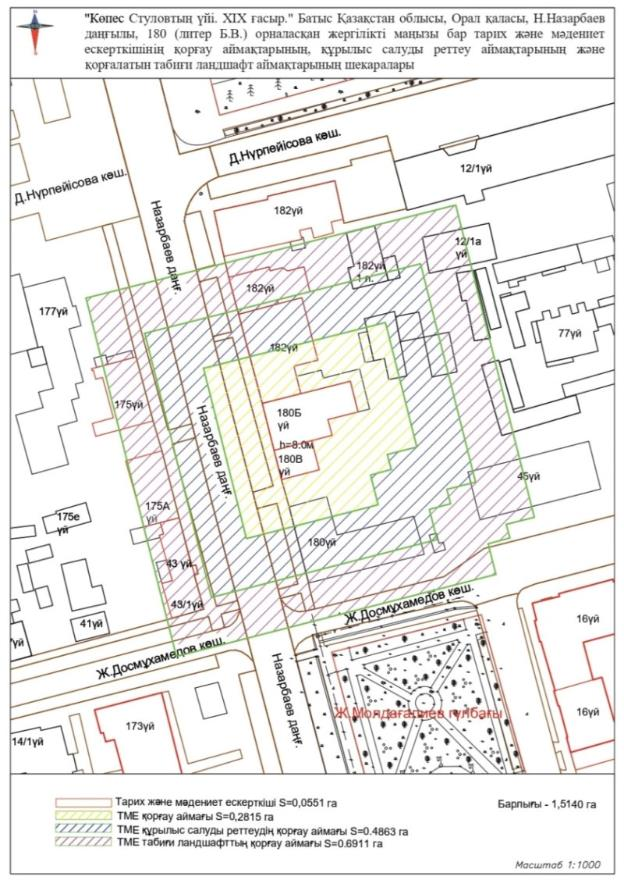 "Көпес Стуловтың үйі. XIX ғасыр." Батыс Қазақстан облысы, Орал қаласы, Н.Назарбаев
даңғылы, 180 (литер Б.В.) орналасқан жергілікті маңызы бар тарих және мәдениет
ескерткішінің қорғау аймақтарының, құрылыс салуды реттеу аймақтарының және
қорғалатын табиғи ландшафт аймақтарының шекаралары
Д.Нүрпейісова көш.
Д.Нүрпейісова көш.
12/1үй
Назарбаев даңғ.
182үй
12/1а
үй
182үй
1 л.
182үй
177үй
77үй
182үй
175үй
180Б
үй
Назарбаев даңғ.
h=8.0м
180В
үй
45үй
175А
үй
175е
үй
180үй
43 үй
43/1үй
41үй
Ж.Досмұхамедов көш.
16үй
үй
Ж.Досмұхамедов көш.
Назарбаев даңғ.
Ж.Молдағалиев гүлбағы
16үй
173үй
14/1үй
Тарих және мәдениет ескерткіші S=0,0551 га
Барлығы - 1,5140 га
ТМЕ қорғау аймағы S=0,2815 га
ТМЕ құрылыс салуды реттеудің қорғау аймағы S=0.4863 га
ТМЕ табиғи ландшафттың қорғау аймағы S=0.6911 га
Масштаб 1:1000